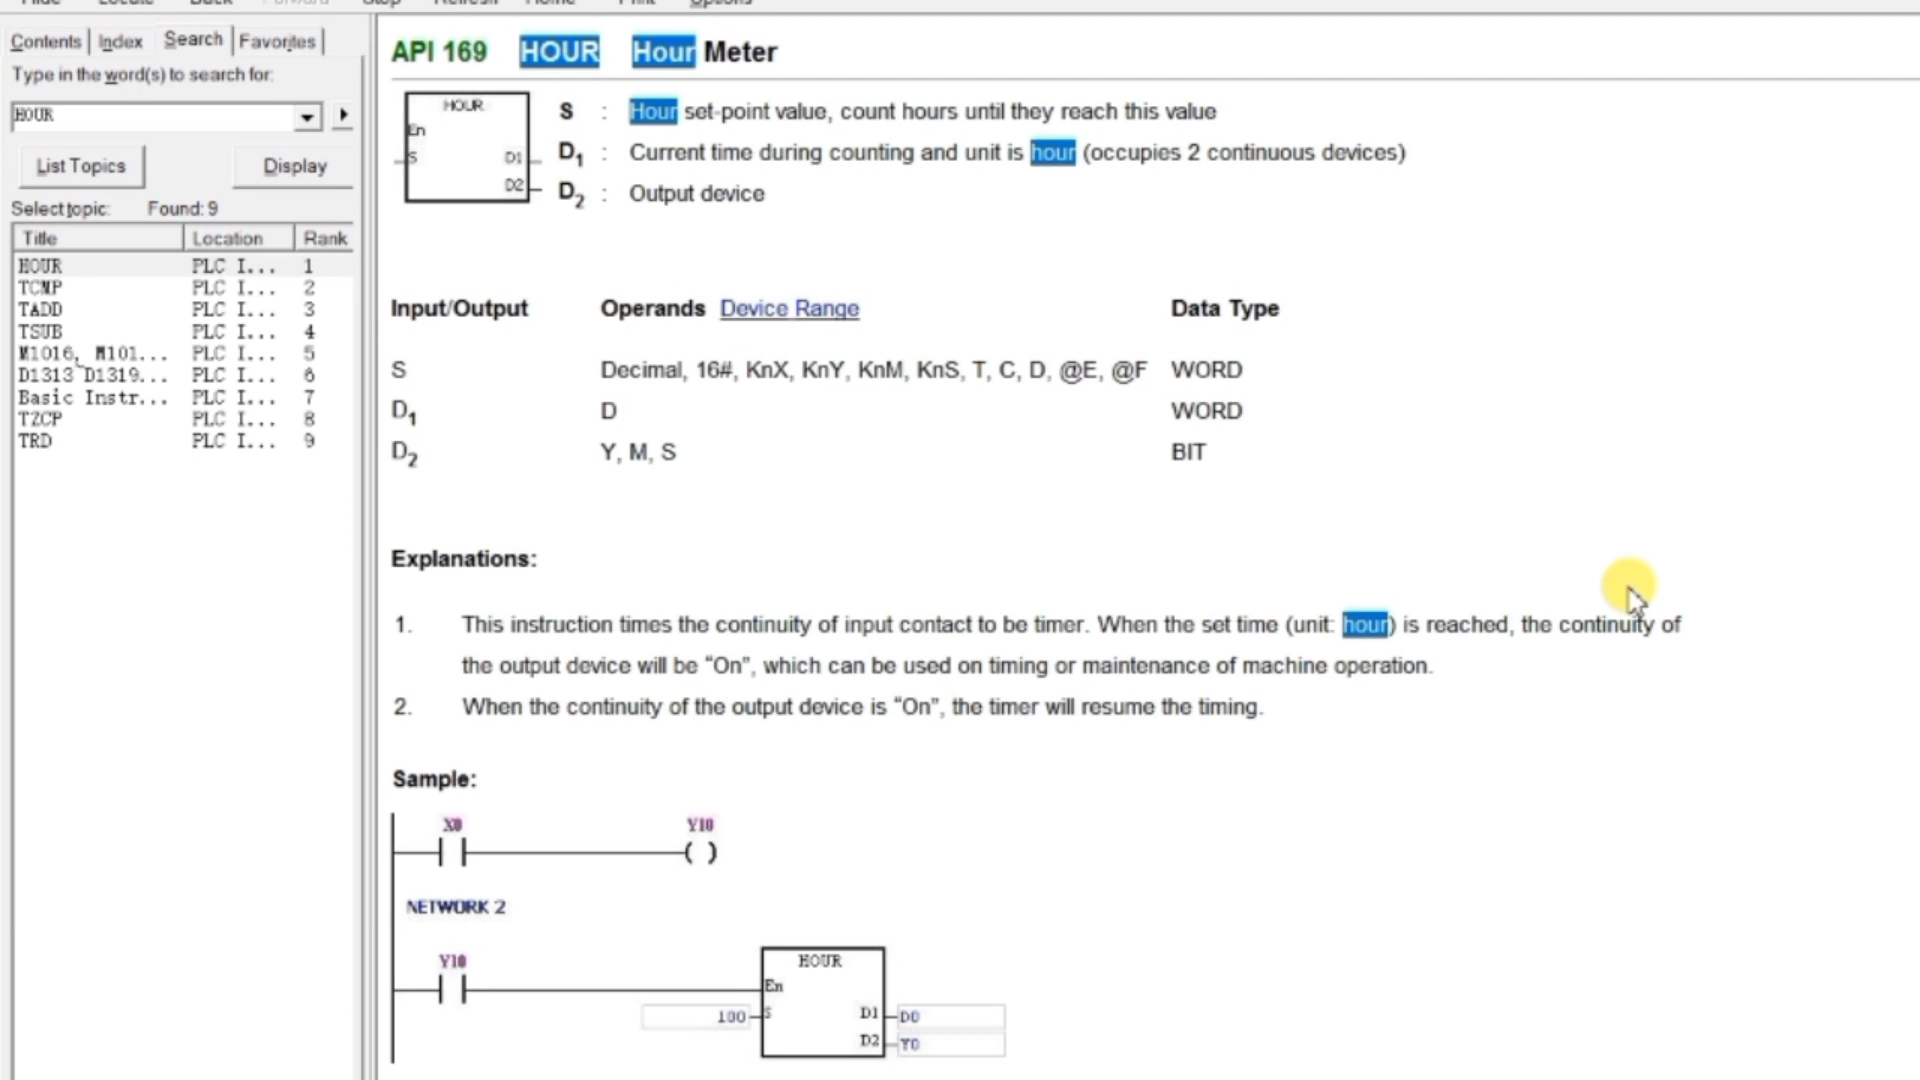 Hide Locate Back Forward Stop Refresh Home Print Options
Contents Index Search Favorites
Type in the word(s) to search for:
HOUR
List Topics Display
Select topic: Found: 9
Title Location Rank
HOUR PLC I... 1
TCMP PLC I... 2
TADD PLC I... 3
TSUB PLC I... 4
M1016, M101... PLC I... 5
D1313~D1319... PLC I... 6
Basic Instr... PLC I... 7
TZCP PLC I... 8
TRD PLC I... 9
API 169 HOUR Hour Meter
HOUR
En
S
D1
D2
S : Hour set-point value, count hours until they reach this value
D1 : Current time during counting and unit is hour (occupies 2 continuous devices)
D2 : Output device
Input/Output Operands Device Range Data Type
S Decimal, 16#, KnX, KnY, KnM, KnS, T, C, D, @E, @F WORD
D1 D WORD
D2 Y, M, S BIT
Explanations:
1. This instruction times the continuity of input contact to be timer. When the set time (unit: hour) is reached, the continuity of
the output device will be “On”, which can be used on timing or maintenance of machine operation.
2. When the continuity of the output device is “On”, the timer will resume the timing.
Sample:
X0 Y10
NETWORK 2
Y10
HOUR
En
100 S D1 D0
D2 Y0